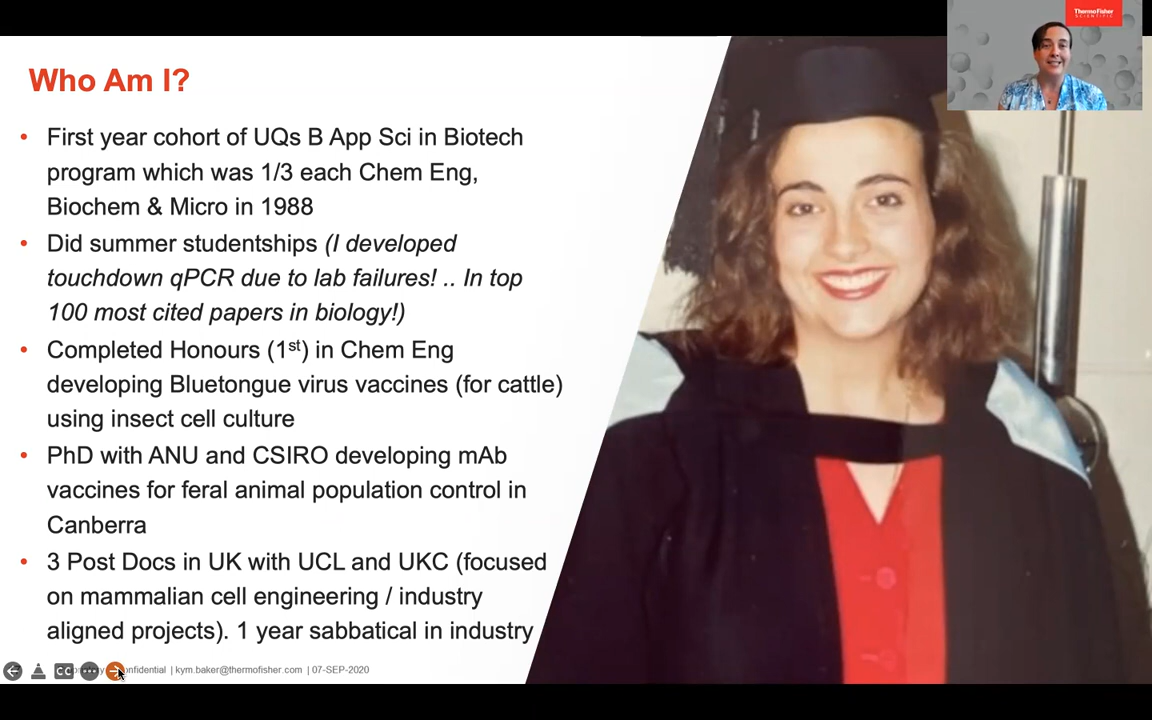 ThermoFisher
SCIENTIFIC
Who Am I?
• First year cohort of UQs B App Sci in Biotech
program which was 1/3 each Chem Eng,
Biochem & Micro in 1988
• Did summer studentships (I developed
touchdown qPCR due to lab failures! .. In top
100 most cited papers in biology!)
• Completed Honours (1st) in Chem Eng
developing Bluetongue virus vaccines (for cattle)
using insect cell culture
• PhD with ANU and CSIRO developing mAb
vaccines for feral animal population control in
Canberra
• 3 Post Docs in UK with UCL and UKC (focused
on mammalian cell engineering / industry
aligned projects). 1 year sabbatical in industry
CC onfidential | kym.baker@thermofisher.com | 07-SEP-2020